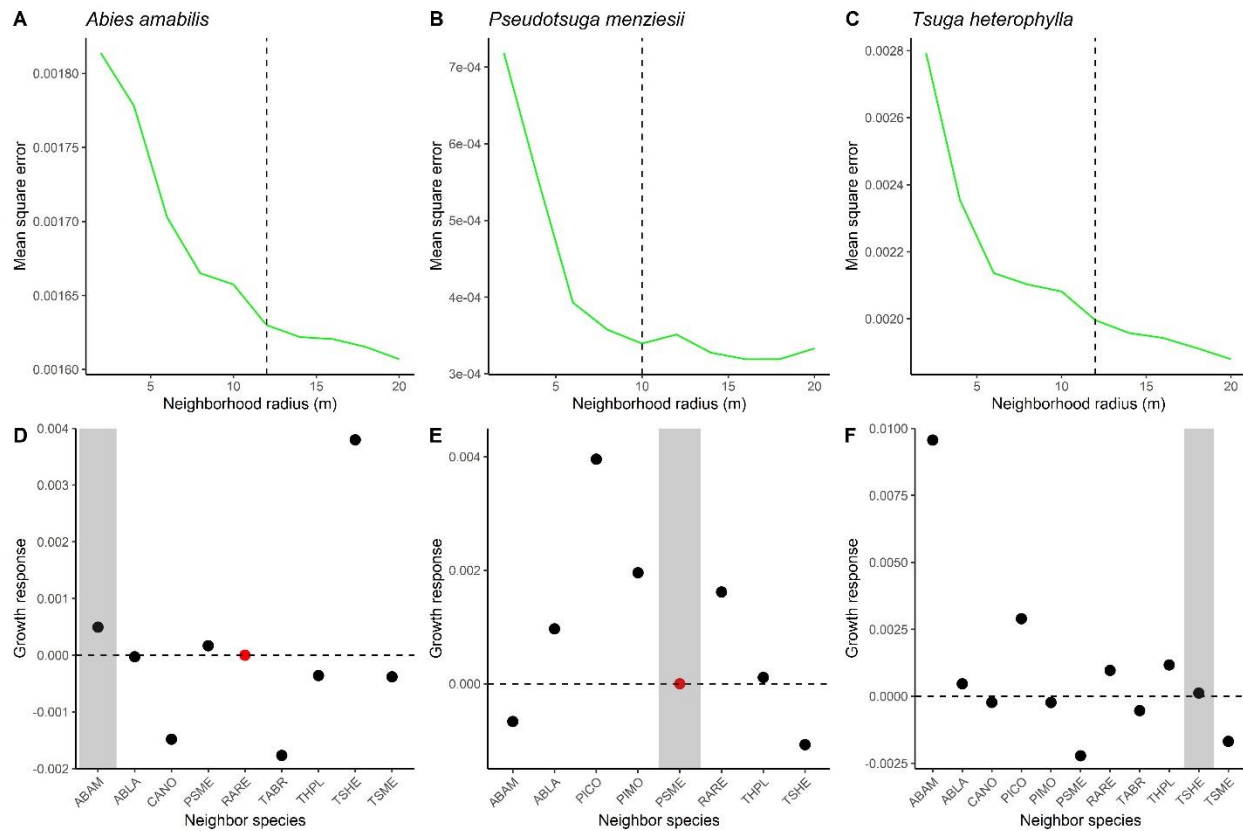 A Abies amabilis
B Pseudotsuga menziesii
C Tsuga heterophylla
Mean square error
0.00180
0.00175
0.00170
0.00165
0.00160
5 10 15 20
Neighborhood radius (m)
Mean square error
7e-04
6e-04
5e-04
4e-04
3e-04
5 10 15 20
Neighborhood radius (m)
Mean square error
0.0028
0.0026
0.0024
0.0022
0.0020
5 10 15 20
Neighborhood radius (m)
D
Growth response
0.004
0.003
0.002
0.001
0.000
-0.001
-0.002
ABAM ABLA CANO PSME RARE TABR THPL TSHE TSME
Neighbor species
E
Growth response
0.004
0.002
0.000
ABAM ABLA PICO PIMO PSME RARE THPL TSHE
Neighbor species
F
Growth response
0.0100
0.0075
0.0050
0.0025
0.0000
-0.0025
ABAM ABLA CANO PICO PIMO PSME RARE TABR THPL TSHE TSME
Neighbor species